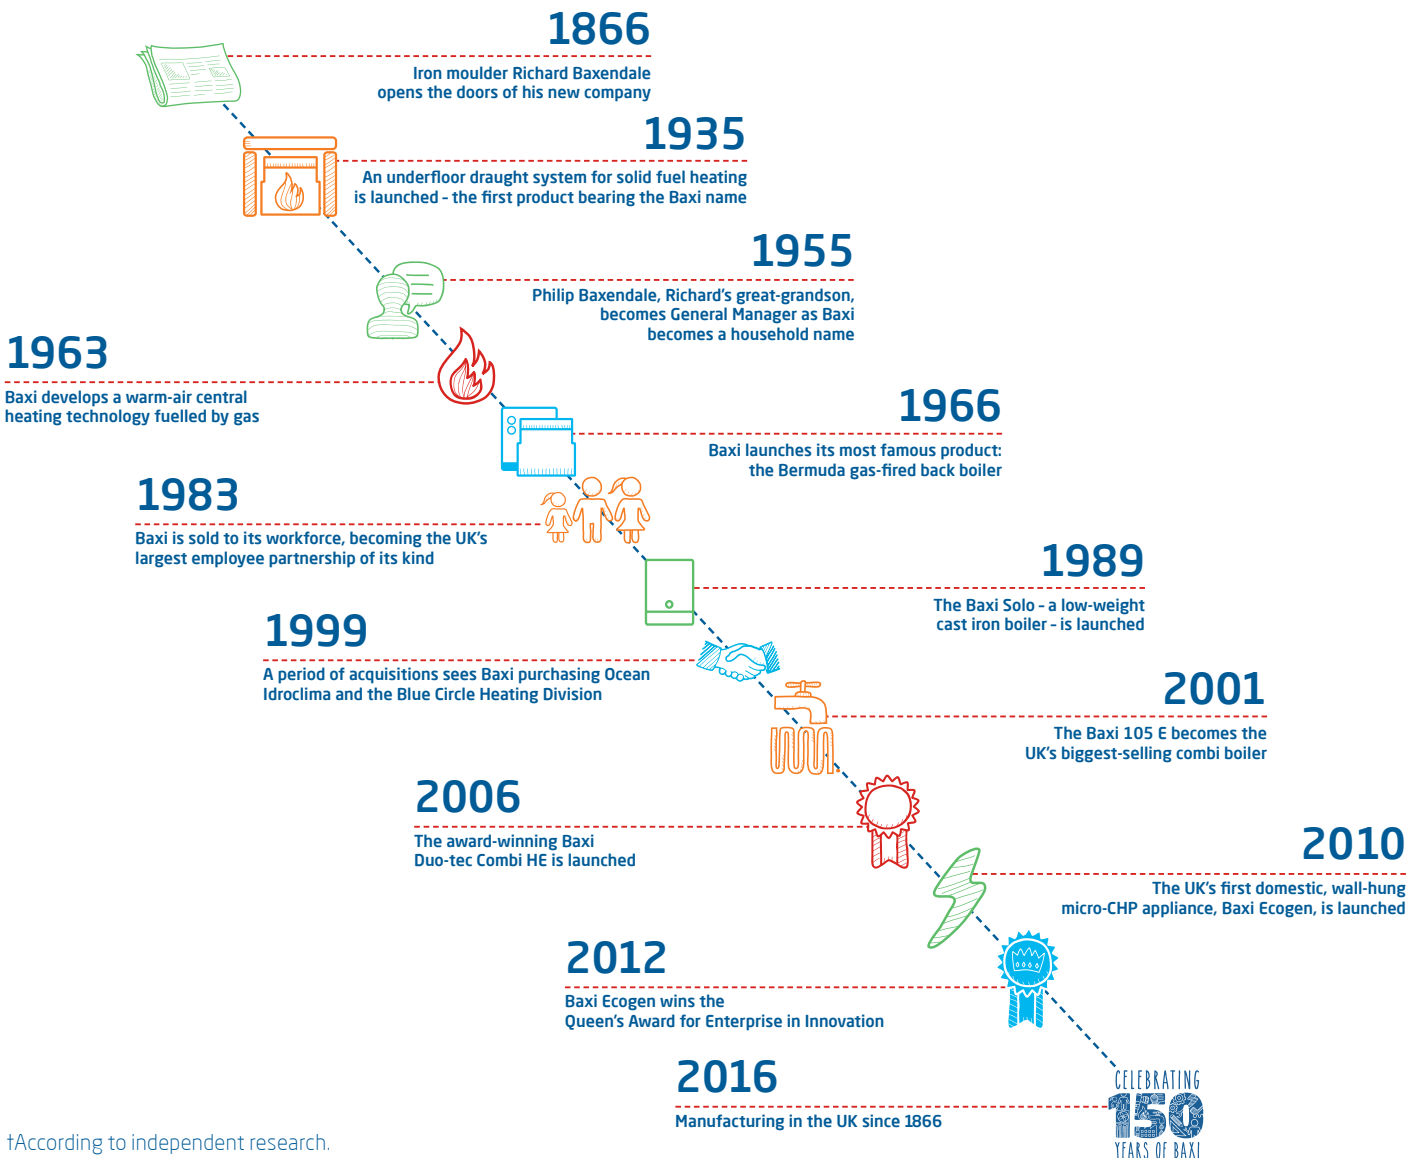 1866
Iron moulder Richard Baxendale
opens the doors of his new company
1935
An underfloor draught system for solid fuel heating
is launched – the first product bearing the Baxi name
1955
Philip Baxendale, Richard's great-grandson,
becomes General Manager as Baxi
becomes a household name
1963
Baxi develops a warm-air central
heating technology fuelled by gas
1966
Baxi launches its most famous product:
the Bermuda gas-fired back boiler
1983
Baxi is sold to its workforce, becoming the UK's
largest employee partnership of its kind
1989
The Baxi Solo – a low-weight
cast iron boiler – is launched
1999
A period of acquisitions sees Baxi purchasing Ocean
Idroclima and the Blue Circle Heating Division
2001
The Baxi 105 E becomes the
UK's biggest-selling combi boiler
2006
The award-winning Baxi
Duo-tec Combi HE is launched
2010
The UK's first domestic, wall-hung
micro-CHP appliance, Baxi Ecogen, is launched
2012
Baxi Ecogen wins the
Queen's Award for Enterprise in Innovation
2016
Manufacturing in the UK since 1866
CELEBRATING
150
YEARS OF BAXI
†According to independent research.